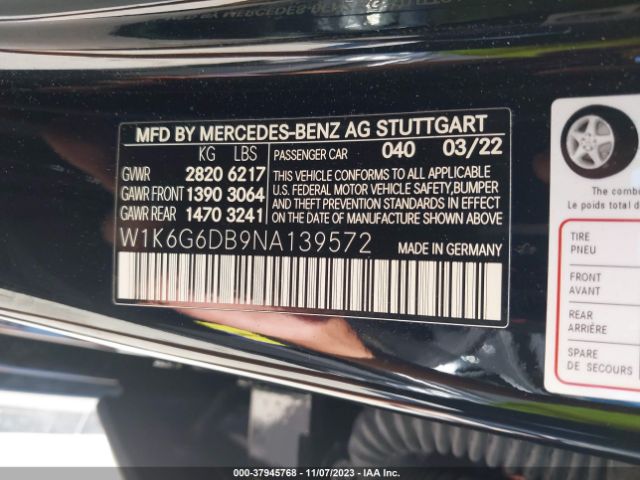 MFD BY MERCEDES-BENZ AG STUTTGART
KG LBS
GVWR 2820 6217
GAWR FRONT 1390 3064
GAWR REAR 1470 3241
PASSENGER CAR 040 03/22
THIS VEHICLE CONFORMS TO ALL APPLICABLE
U.S. FEDERAL MOTOR VEHICLE SAFETY, BUMPER
AND THEFT PREVENTION STANDARDS IN EFFECT
ON THE DATE OF MANUFACTURE SHOWN ABOVE.
W1K6G6DB9NA139572
MADE IN GERMANY
The comb
Le poids total d
TIRE
PNEU
FRONT
AVANT
REAR
ARRIÈRE
SPARE
DE SECOURS
000-37945768 - 11/07/2023 - IAA Inc.